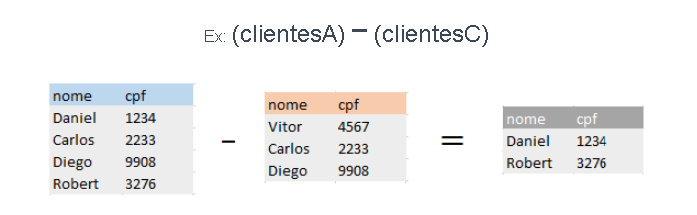 Ex: (clientesA) – (clientesC)
nome cpf
Daniel 1234
Carlos 2233
Diego 9908
Robert 3276
-
nome cpf
Vitor 4567
Carlos 2233
Diego 9908
=
nome cpf
Daniel 1234
Robert 3276